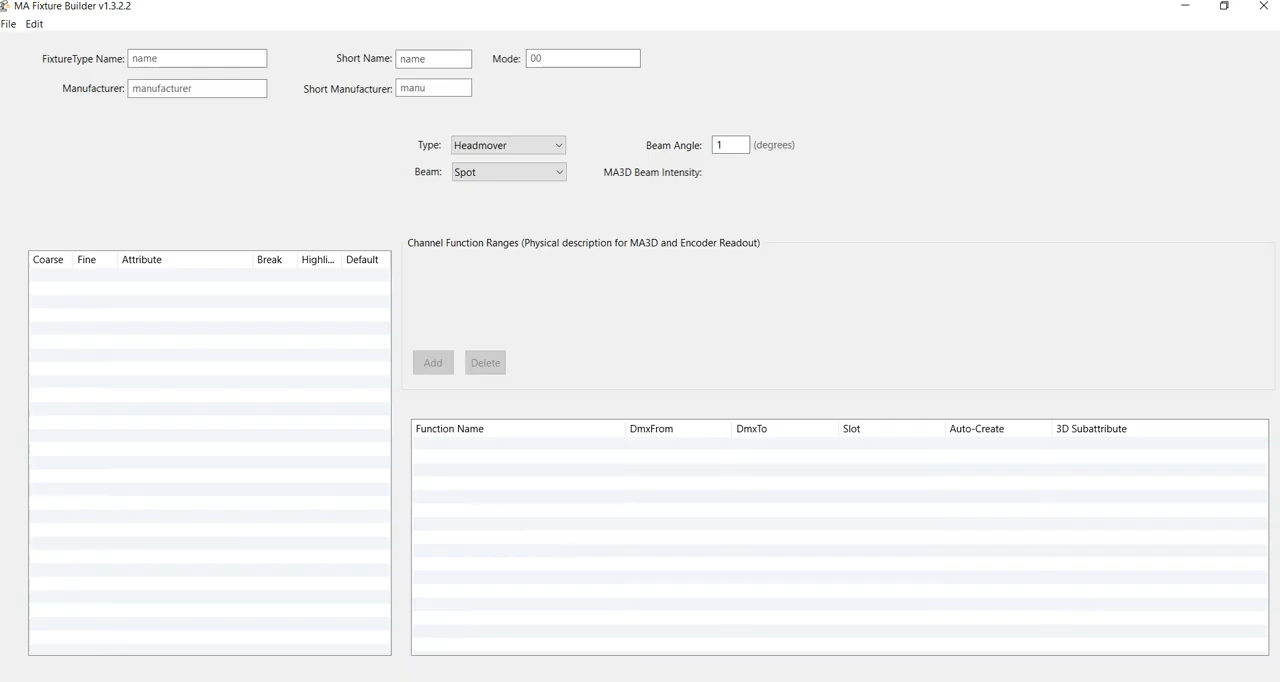 MA Fixture Builder v1.3.2.2
File Edit
FixtureType Name: name Short Name: name Mode: 00
Manufacturer: manufacturer Short Manufacturer: manu
Type: Headmover Beam Angle: 1 (degrees)
Beam: Spot MA3D Beam Intensity:
Channel Function Ranges (Physical description for MA3D and Encoder Readout)
Coarse Fine Attribute Break Highli... Default
Add Delete
Function Name DmxFrom DmxTo Slot Auto-Create 3D Subattribute